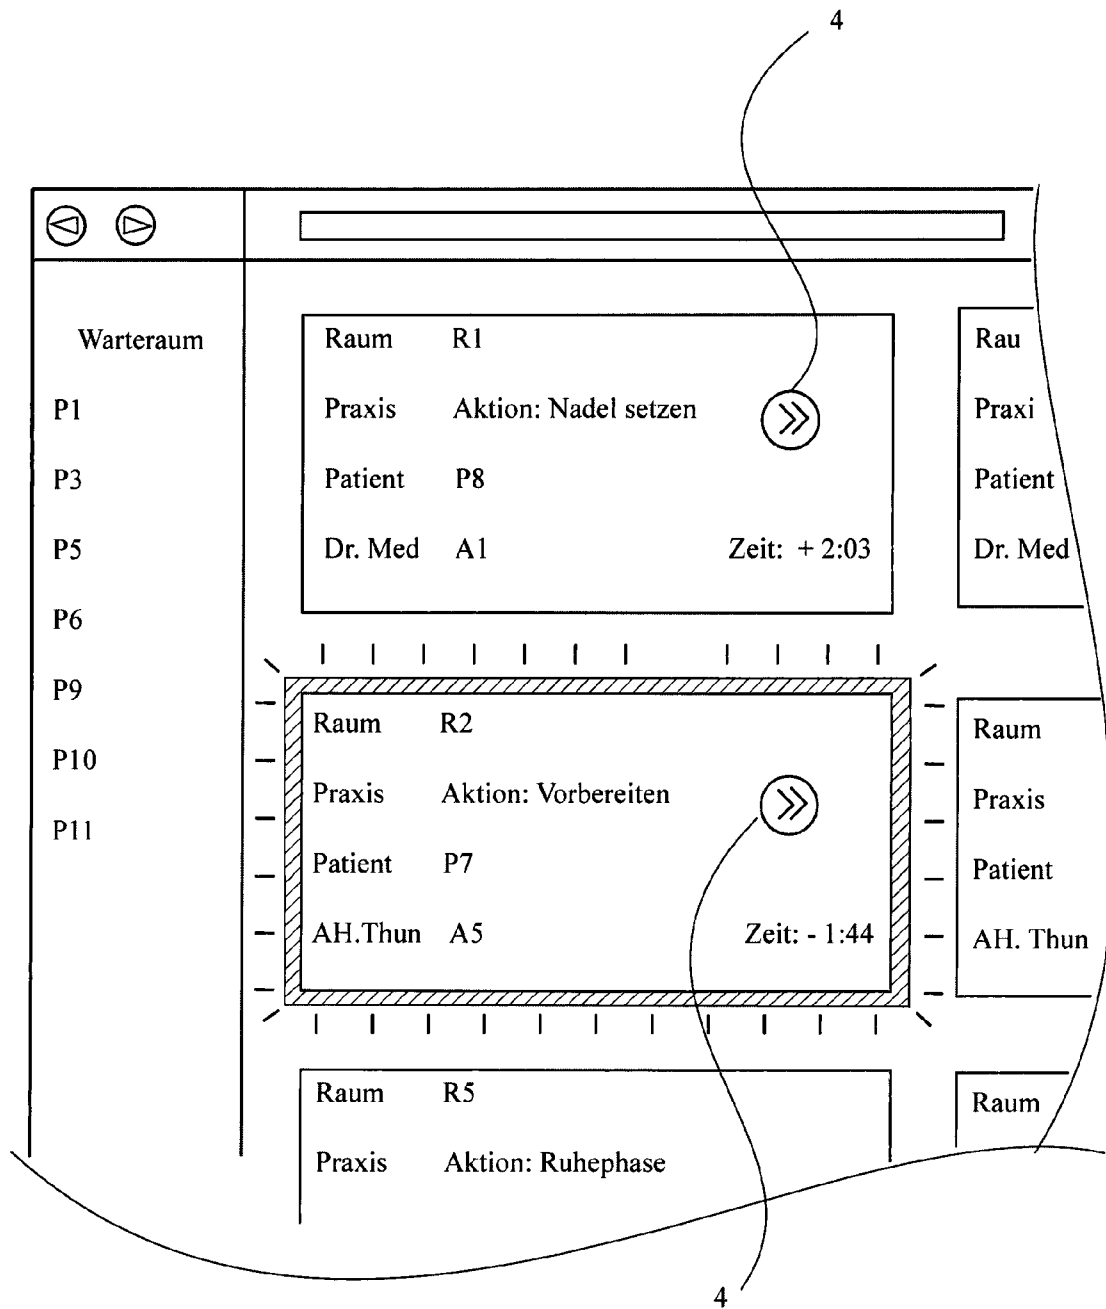 4
Warteraum
P1
P3
P5
P6
P9
P10
P11
Raum R1
Praxis Aktion: Nadel setzen
Patient P8
Dr. Med A1 Zeit: + 2:03
Rau
Praxi
Patient
Dr. Med
Raum R2
Praxis Aktion: Vorbereiten
Patient P7
AH.Thun A5 Zeit: - 1:44
Raum
Praxis
Patient
AH. Thun
Raum R5
Praxis Aktion: Ruhephase
Raum
4